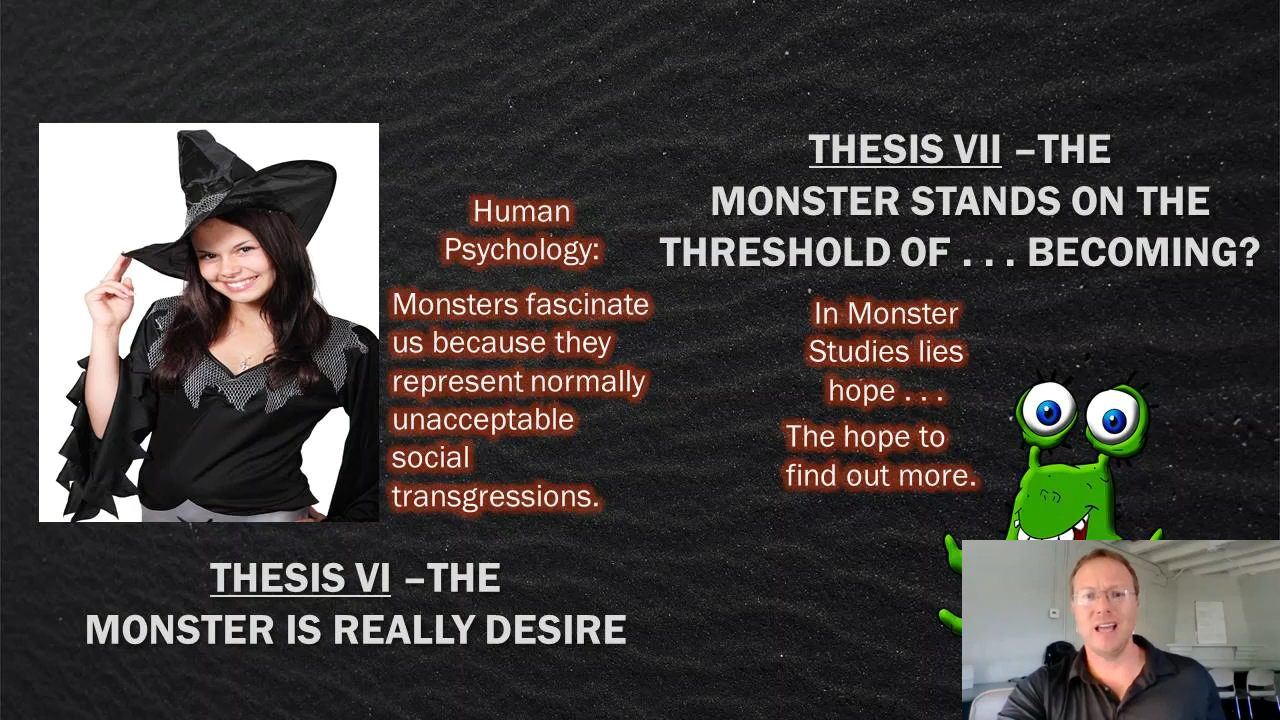 Human
Psychology:
Monsters fascinate
us because they
represent normally
unacceptable
social
transgressions.
THESIS VI –THE
MONSTER IS REALLY DESIRE
THESIS VII –THE
MONSTER STANDS ON THE
THRESHOLD OF . . . BECOMING?
In Monster
Studies lies
hope . . .
The hope to
find out more.